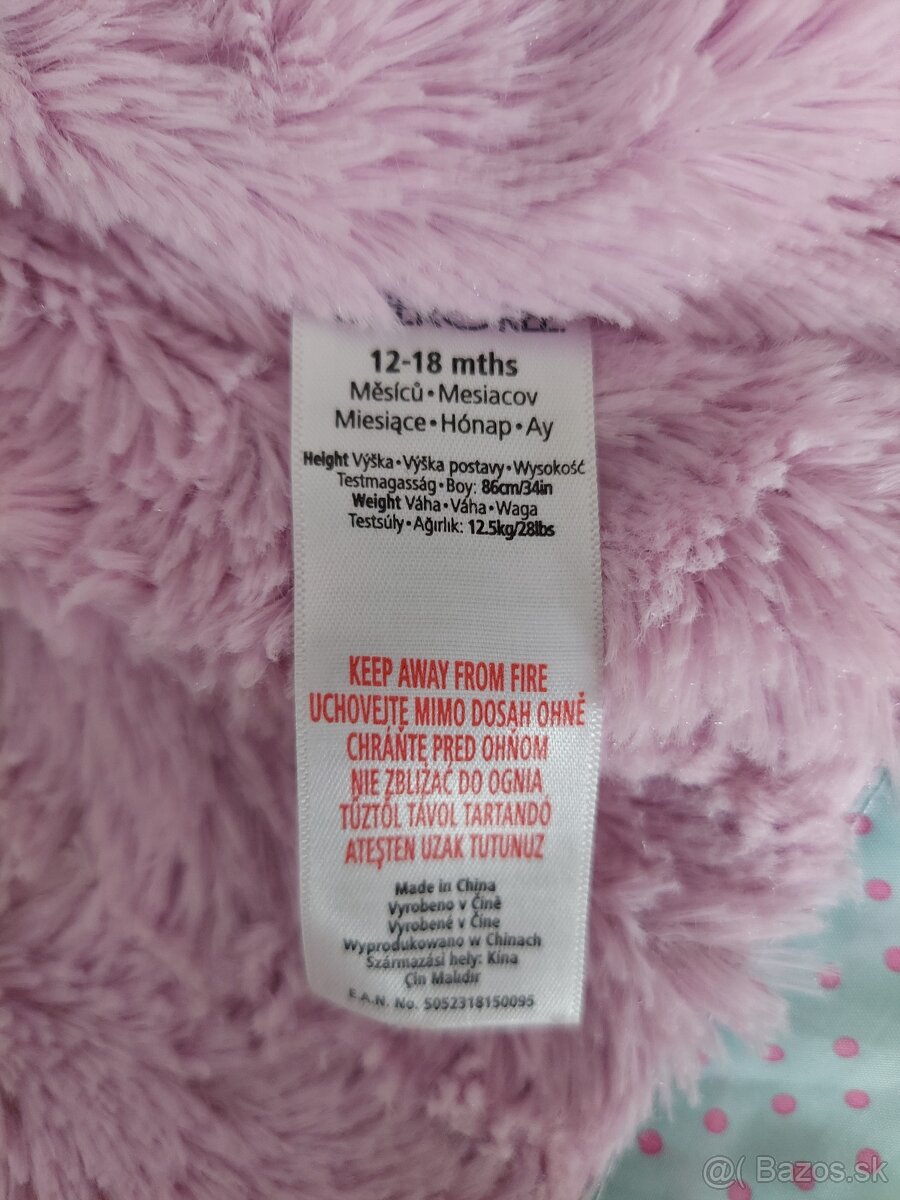 12-18 mths
Měsíců•Mesiacov
Miesiące•Hónap•Ay
Height Výška•Výška postavy•Wysokość
Testmagasság•Boy: 86cm/34in
Weight Váha•Váha•Waga
Testsúly•Ağırlık: 12.5kg/28lbs
KEEP AWAY FROM FIRE
UCHOVEJTE MIMO DOSAH OHNĚ
CHRÁŇTE PRED OHŇOM
NIE ZBLIŻAĆ DO OGNIA
TŰZTŐL TÁVOL TARTANDÓ
ATEŞTEN UZAK TUTUNUZ
Made in China
Vyrobeno v Číně
Vyrobené v Číne
Wyprodukowano w Chinach
Származási hely: Kína
Çin Malıdır
E.A.N. No. 5052318150095
@( Bazos.sk